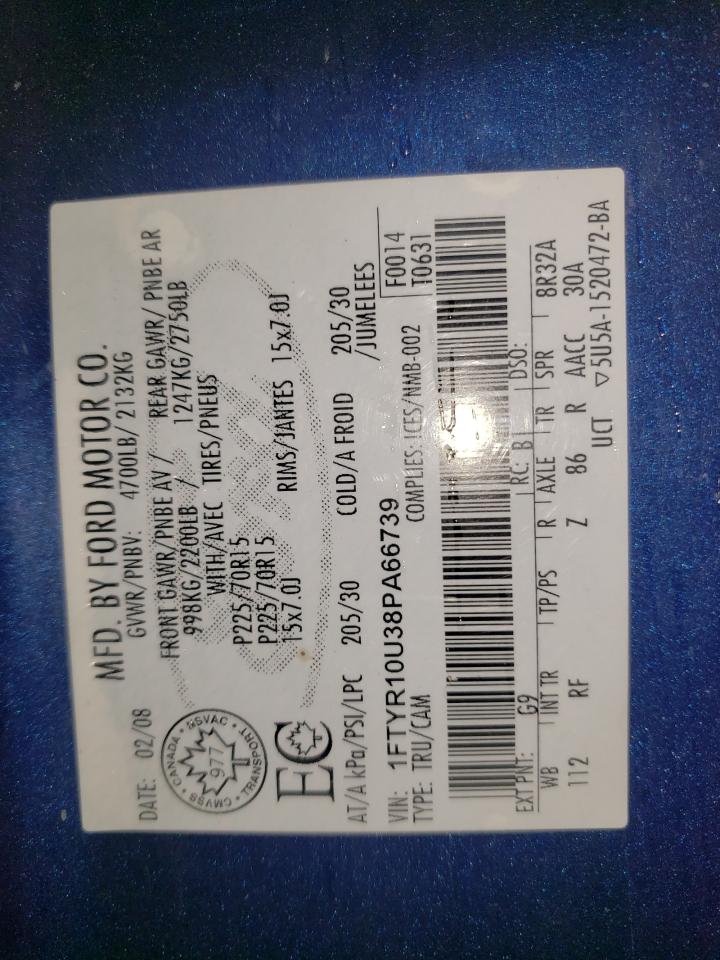 MFD. BY FORD MOTOR CO.
DATE: 02/08
GVWR/PNBV: 4700LB/ 2132KG
FRONT GAWR/PNBE AV / REAR GAWR/ PNBE AR
998KG/2200LB / 1247KG/2750LB
WITH/AVEC TIRES/PNEUS
P225/70R15
P225/70R15
15x7.0J RIMS/JANTES 15x7.0J
CANADA • NSVAC • TRANSPORT • CMVSS •
977
EC
AT/A kPa/PSI/LPC 205/30 COLD/A FROID 205/30
/JUMELEES
VIN: 1FTYR10U38PA66739
F0014
TYPE: TRU/CAM COMPLIES:ICES/NMB-002 T0631
EXT PNT: G9 RC: B DSO:
WB INT TR TP/PS R AXLE TR SPR 8R32A
112 RF Z 86 R AACC 30A
UCT ▽5U5A-1520472-BA